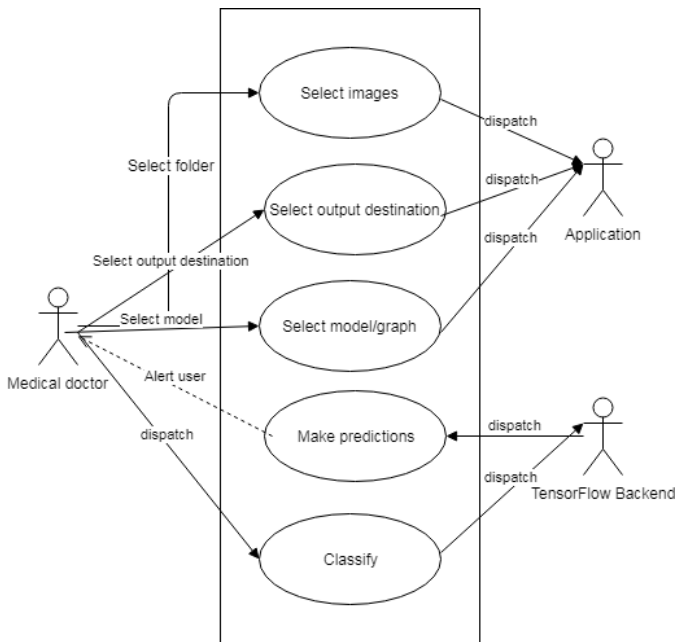 Select images
dispatch
Select folder
dispatch
Select output destination
Application
dispatch
Select output destination
Select model
Select model/graph
Medical doctor
Alert user
dispatch
Make predictions
dispatch
dispatch
TensorFlow Backend
Classify